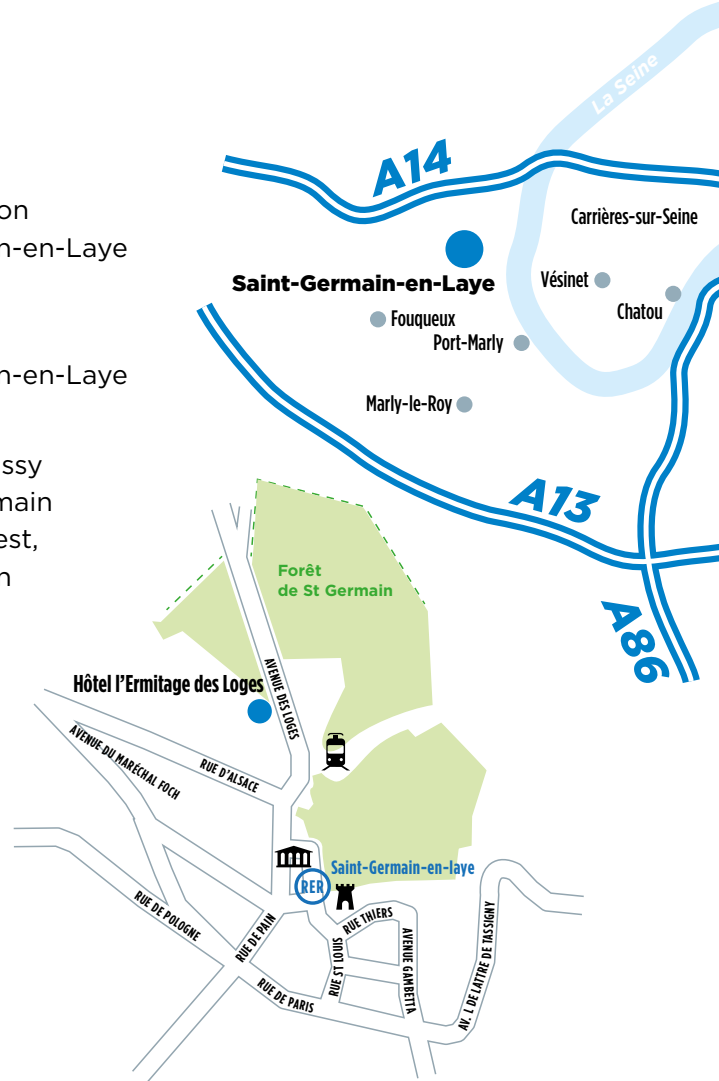 on
n-en-Laye
n-en-Laye
ssy
main
est,
n
La Seine
A14
Carrières-sur-Seine
Saint-Germain-en-Laye
Vésinet
Chatou
Fouqueux
Port-Marly
Marly-le-Roy
A13
A86
Forêt
de St Germain
Hôtel l'Ermitage des Loges
AVENUE DES LOGES
AVENUE DU MARÉCHAL FOCH
RUE D'ALSACE
Saint-Germain-en-laye
RER
RUE DE POLOGNE
RUE DE PAIN
RUE THIERS
RUE ST LOUIS
AVENUE GAMBETTA
AV. L DE LATTRE DE TASSIGNY
RUE DE PARIS